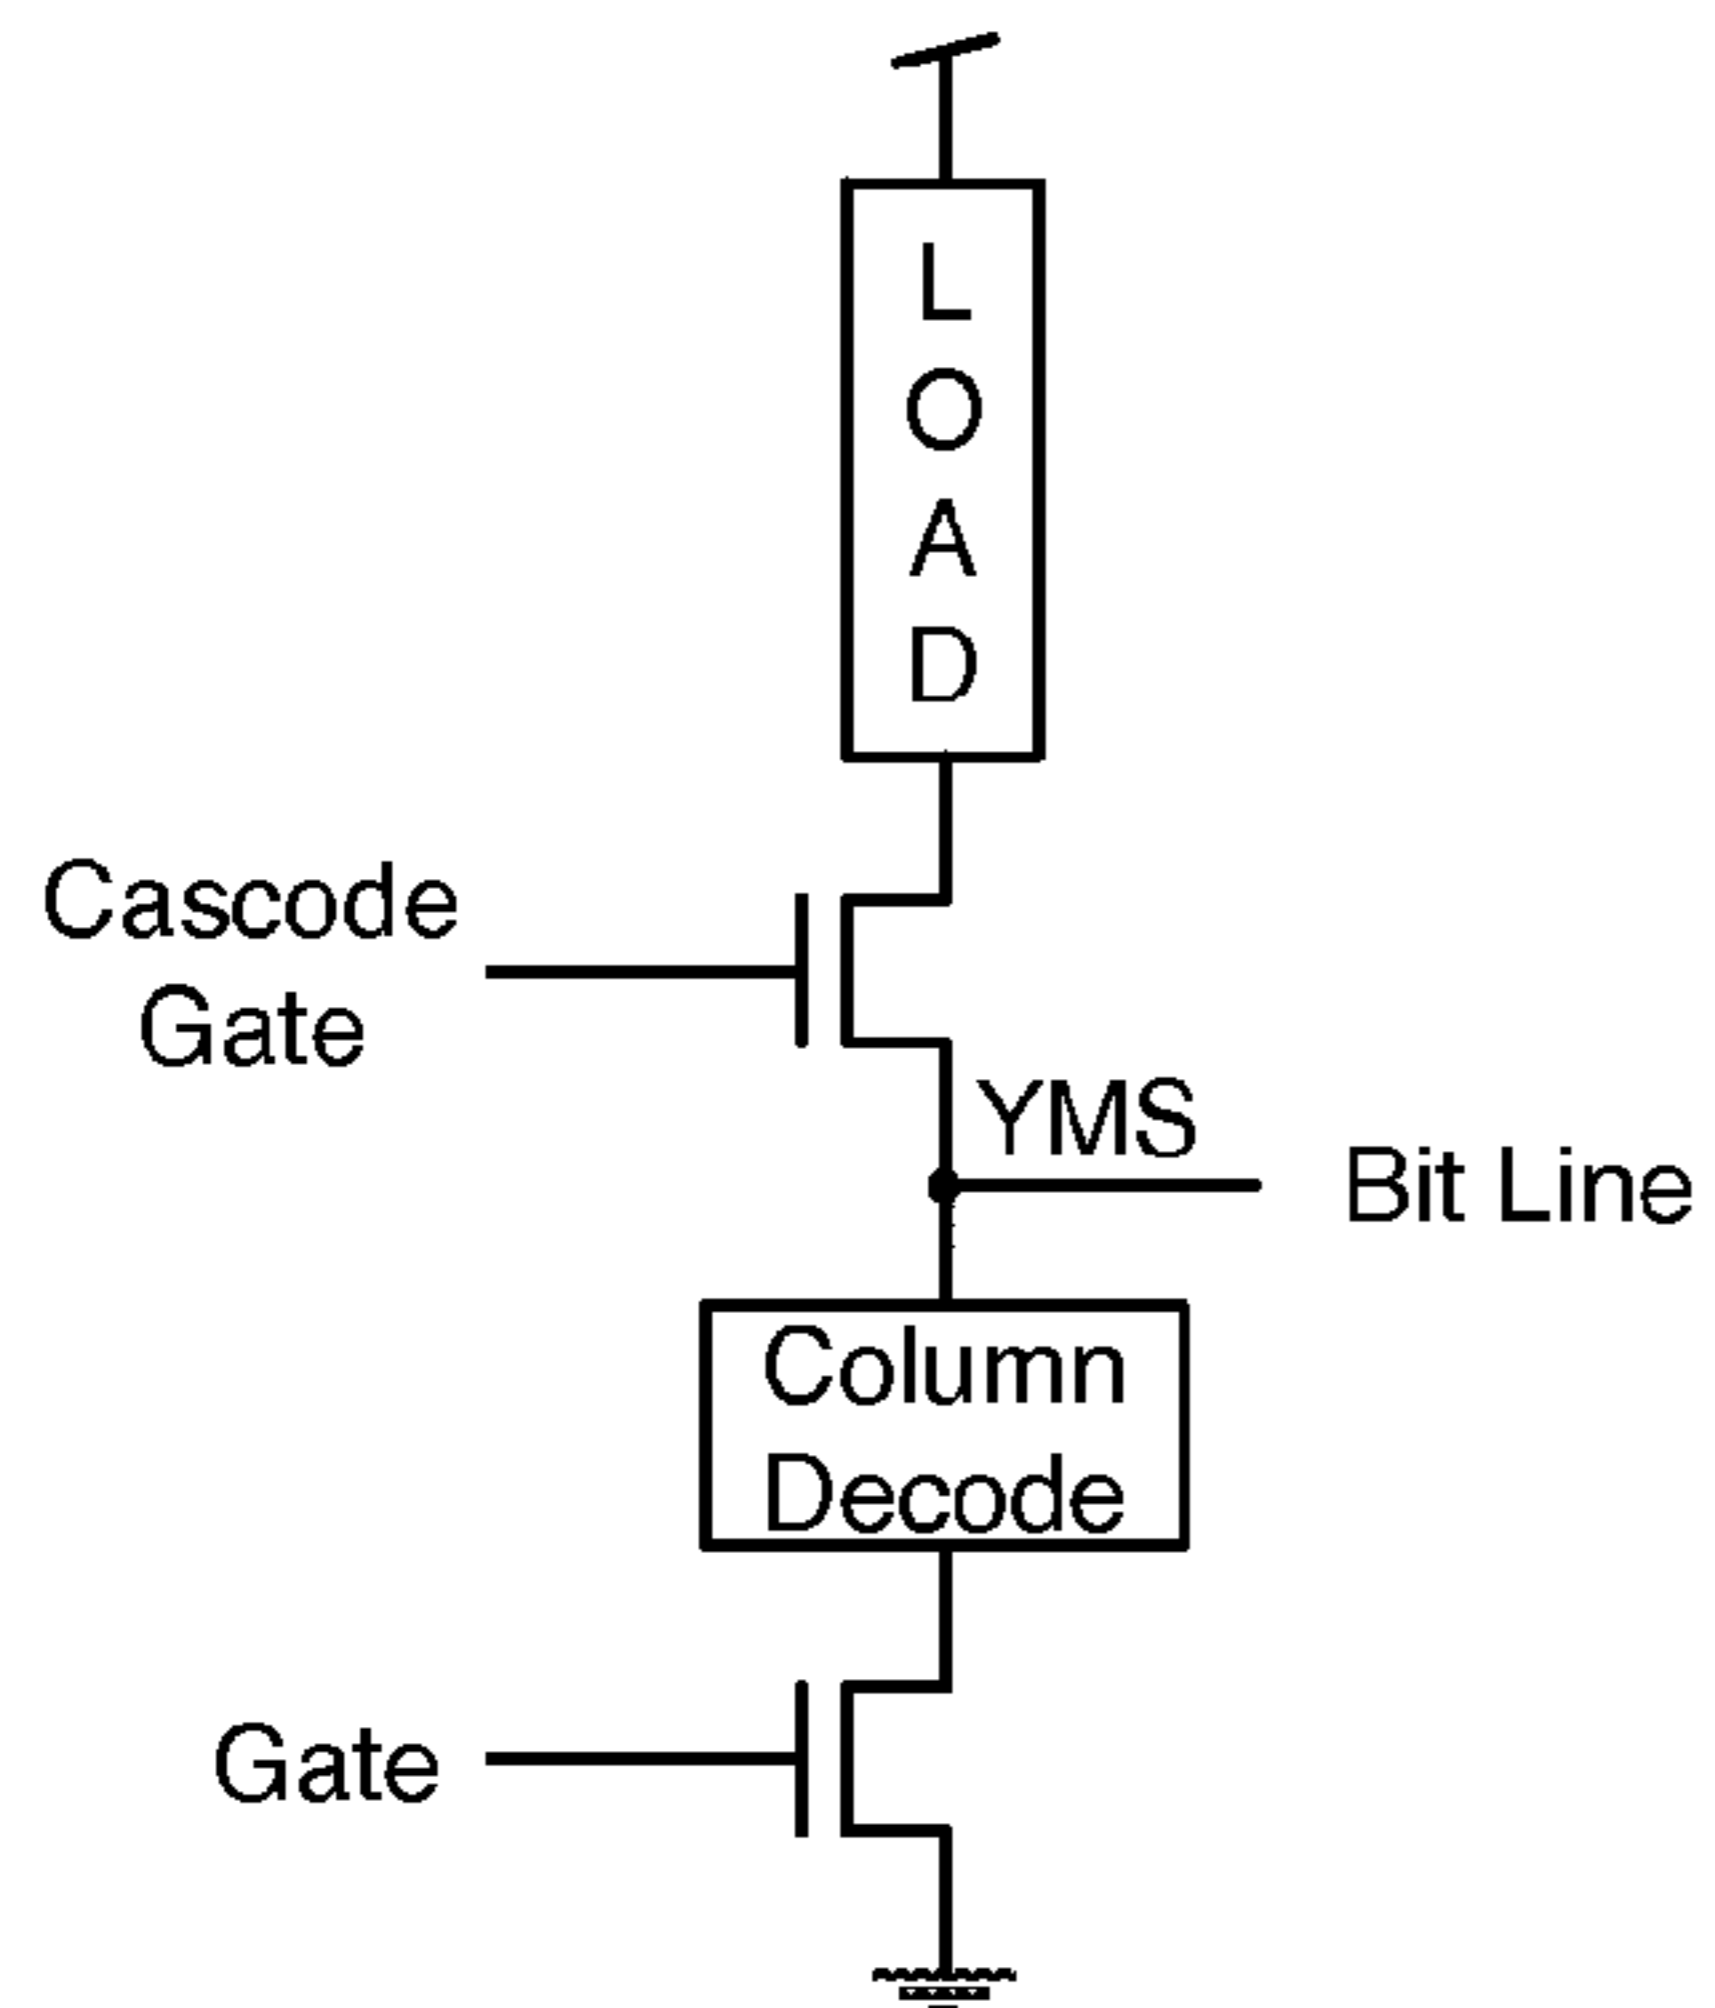 L
O
A
D
Cascode
Gate
YMS
Bit Line
Column
Decode
Gate